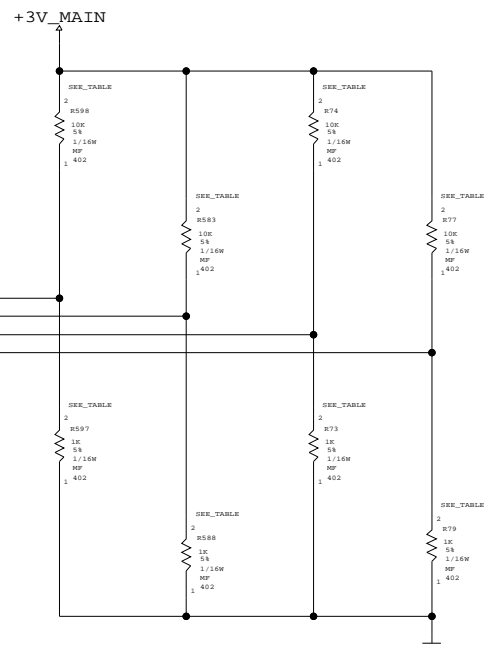 +3V_MAIN
SEE_TABLE
2
R598
10K
5%
1/16W
MF
402
1
SEE_TABLE
2
R74
10K
5%
1/16W
MF
402
1
SEE_TABLE
2
R583
10K
5%
1/16W
MF
402
1
SEE_TABLE
2
R77
10K
5%
1/16W
MF
402
1
SEE_TABLE
2
R597
1K
5%
1/16W
MF
402
1
SEE_TABLE
2
R73
1K
5%
1/16W
MF
402
1
SEE_TABLE
2
R588
1K
5%
1/16W
MF
402
1
SEE_TABLE
2
R79
1K
5%
1/16W
MF
402
1